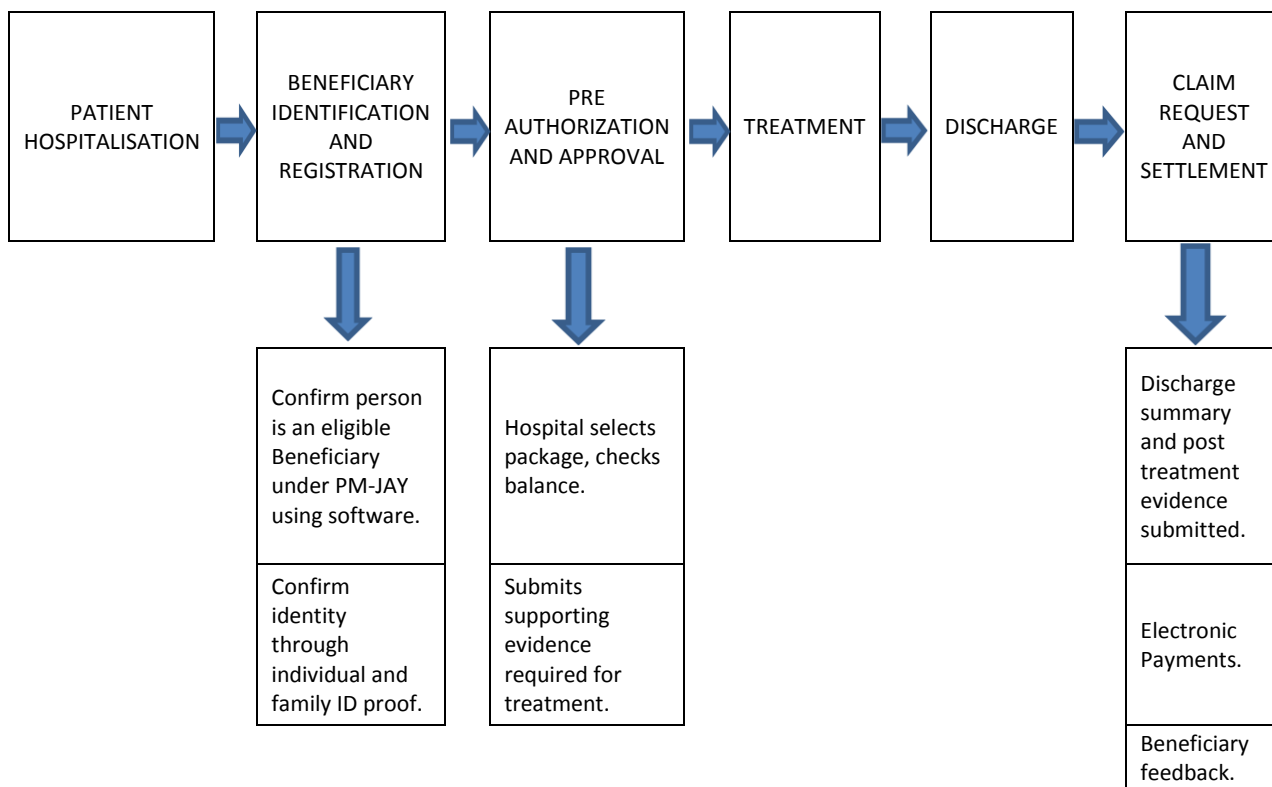 PATIENT
HOSPITALISATION
BENEFICIARY
IDENTIFICATION
AND
REGISTRATION
PRE
AUTHORIZATION
AND APPROVAL
TREATMENT
DISCHARGE
CLAIM
REQUEST
AND
SETTLEMENT
Confirm person
is an eligible
Beneficiary
under PM-JAY
using software.
Confirm
identity
through
individual and
family ID proof.
Hospital selects
package, checks
balance.
Submits
supporting
evidence
required for
treatment.
Discharge
summary
and post
treatment
evidence
submitted.
Electronic
Payments.
Beneficiary
feedback.